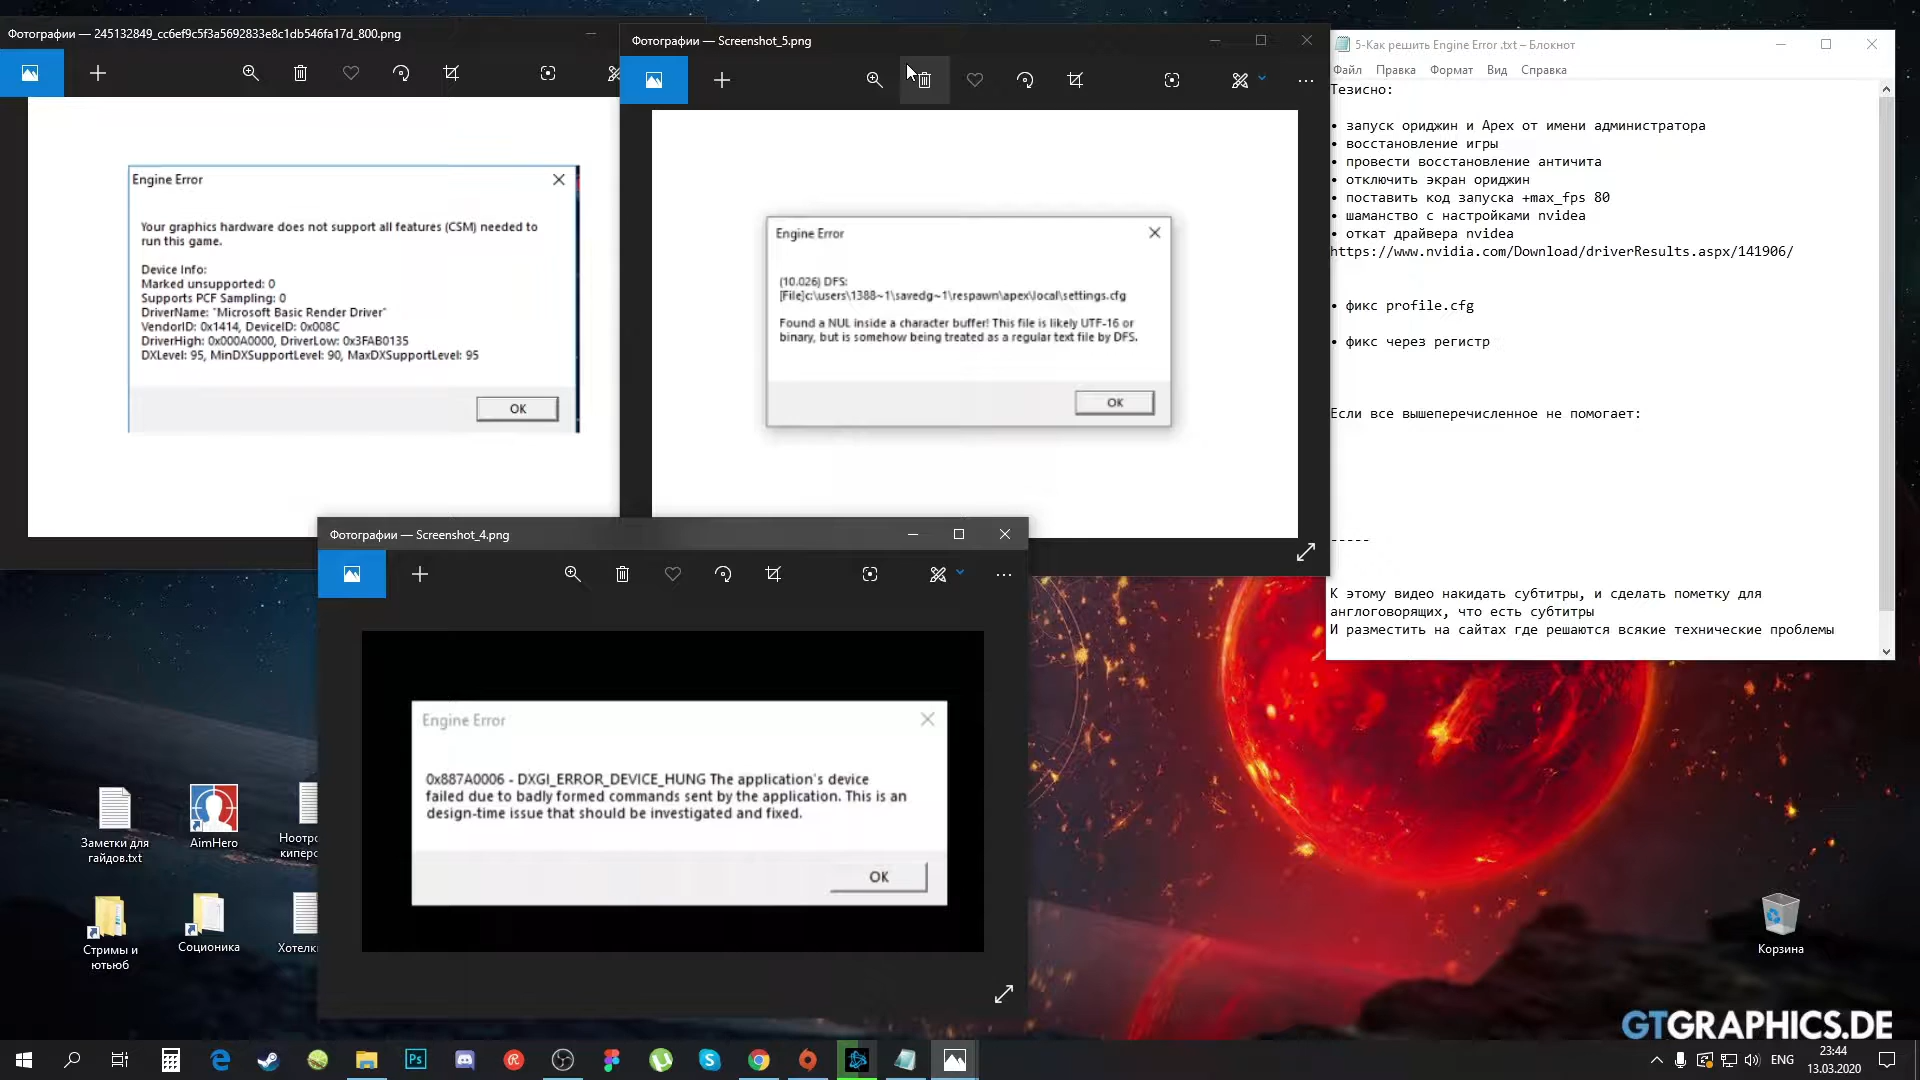 Фотографии — 245132849_cc6ef9c5f3a5692833e8c1db546fa17d_800.png
Engine Error
Your graphics hardware does not support all features (CSM) needed to
run this game.
Device Info:
Marked unsupported: 0
Supports PCF Sampling: 0
DriverName: "Microsoft Basic Render Driver"
VendorID: 0x1414, DeviceID: 0x008C
DriverHigh: 0x000A0000, DriverLow: 0x3FAB0135
DXLevel: 95, MinDXSupportLevel: 90, MaxDXSupportLevel: 95
OK
Фотографии — Screenshot_5.png
Engine Error
(10.026) DFS:
[File]c:\users\1388~1\savedg~1\respawn\apex\local\settings.cfg
Found a NUL inside a character buffer! This file is likely UTF-16 or
binary, but is somehow being treated as a regular text file by DFS.
OK
5-Как решить Engine Error .txt – Блокнот
Файл Правка Формат Вид Справка
Тезисно:
• запуск ориджин и Apex от имени администратора
• восстановление игры
• провести восстановление античита
• отключить экран ориджин
• поставить код запуска +max_fps 80
• шаманство с настройками nvidea
• откат драйвера nvidea
https://www.nvidia.com/Download/driverResults.aspx/141906/
• фикс profile.cfg
• фикс через регистр
Если все вышеперечисленное не помогает:
-----
К этому видео накидать субтитры, и сделать пометку для
англоговорящих, что есть субтитры
И разместить на сайтах где решаются всякие технические проблемы
Фотографии — Screenshot_4.png
Engine Error
0x887A0006 - DXGI_ERROR_DEVICE_HUNG The application's device
failed due to badly formed commands sent by the application. This is an
design-time issue that should be investigated and fixed.
OK
Заметки для
гайдов.txt
AimHero
Ноотро
киперс
Стримы и
ютьюб
Соционика
Хотелк
Корзина
GTGRAPHICS.DE
Ps
ENG
23:44
13.03.2020